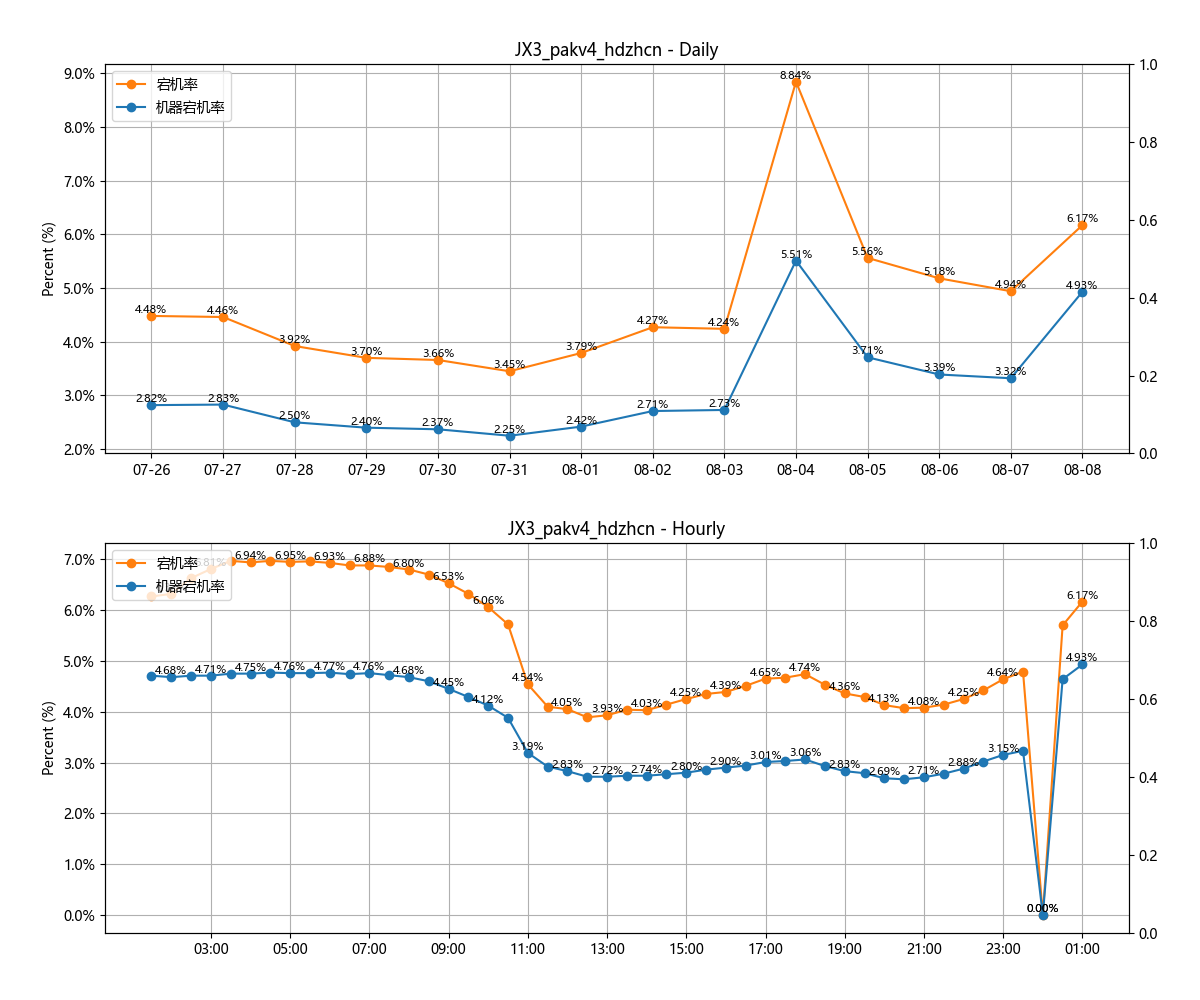 JX3_pakv4_hdzhcn - Daily
宕机率
机器宕机率
Percent (%)
9.0%
8.0%
7.0%
6.0%
5.0%
4.0%
3.0%
2.0%
1.0
0.8
0.6
0.4
0.2
0.0
4.48% 4.46% 3.92% 3.70% 3.66% 3.45% 3.79% 4.27% 4.24% 8.84% 5.56% 5.18% 4.94% 6.17%
2.82% 2.83% 2.50% 2.40% 2.37% 2.25% 2.42% 2.71% 2.73% 5.51% 3.71% 3.39% 3.32% 4.93%
07-26 07-27 07-28 07-29 07-30 07-31 08-01 08-02 08-03 08-04 08-05 08-06 08-07 08-08
JX3_pakv4_hdzhcn - Hourly
宕机率
机器宕机率
Percent (%)
7.0%
6.0%
5.0%
4.0%
3.0%
2.0%
1.0%
0.0%
1.0
0.8
0.6
0.4
0.2
0.0
6.81% 6.94% 6.95% 6.93% 6.88% 6.80% 6.53% 6.06% 4.54% 4.05% 3.93% 4.03% 4.25% 4.39% 4.65% 4.74% 4.36% 4.13% 4.08% 4.25% 4.64% 0.00% 6.17%
4.68% 4.71% 4.75% 4.76% 4.77% 4.76% 4.68% 4.45% 4.12% 3.19% 2.83% 2.72% 2.74% 2.80% 2.90% 3.01% 3.06% 2.83% 2.69% 2.71% 2.88% 3.15% 0.00% 4.93%
03:00 05:00 07:00 09:00 11:00 13:00 15:00 17:00 19:00 21:00 23:00 01:00